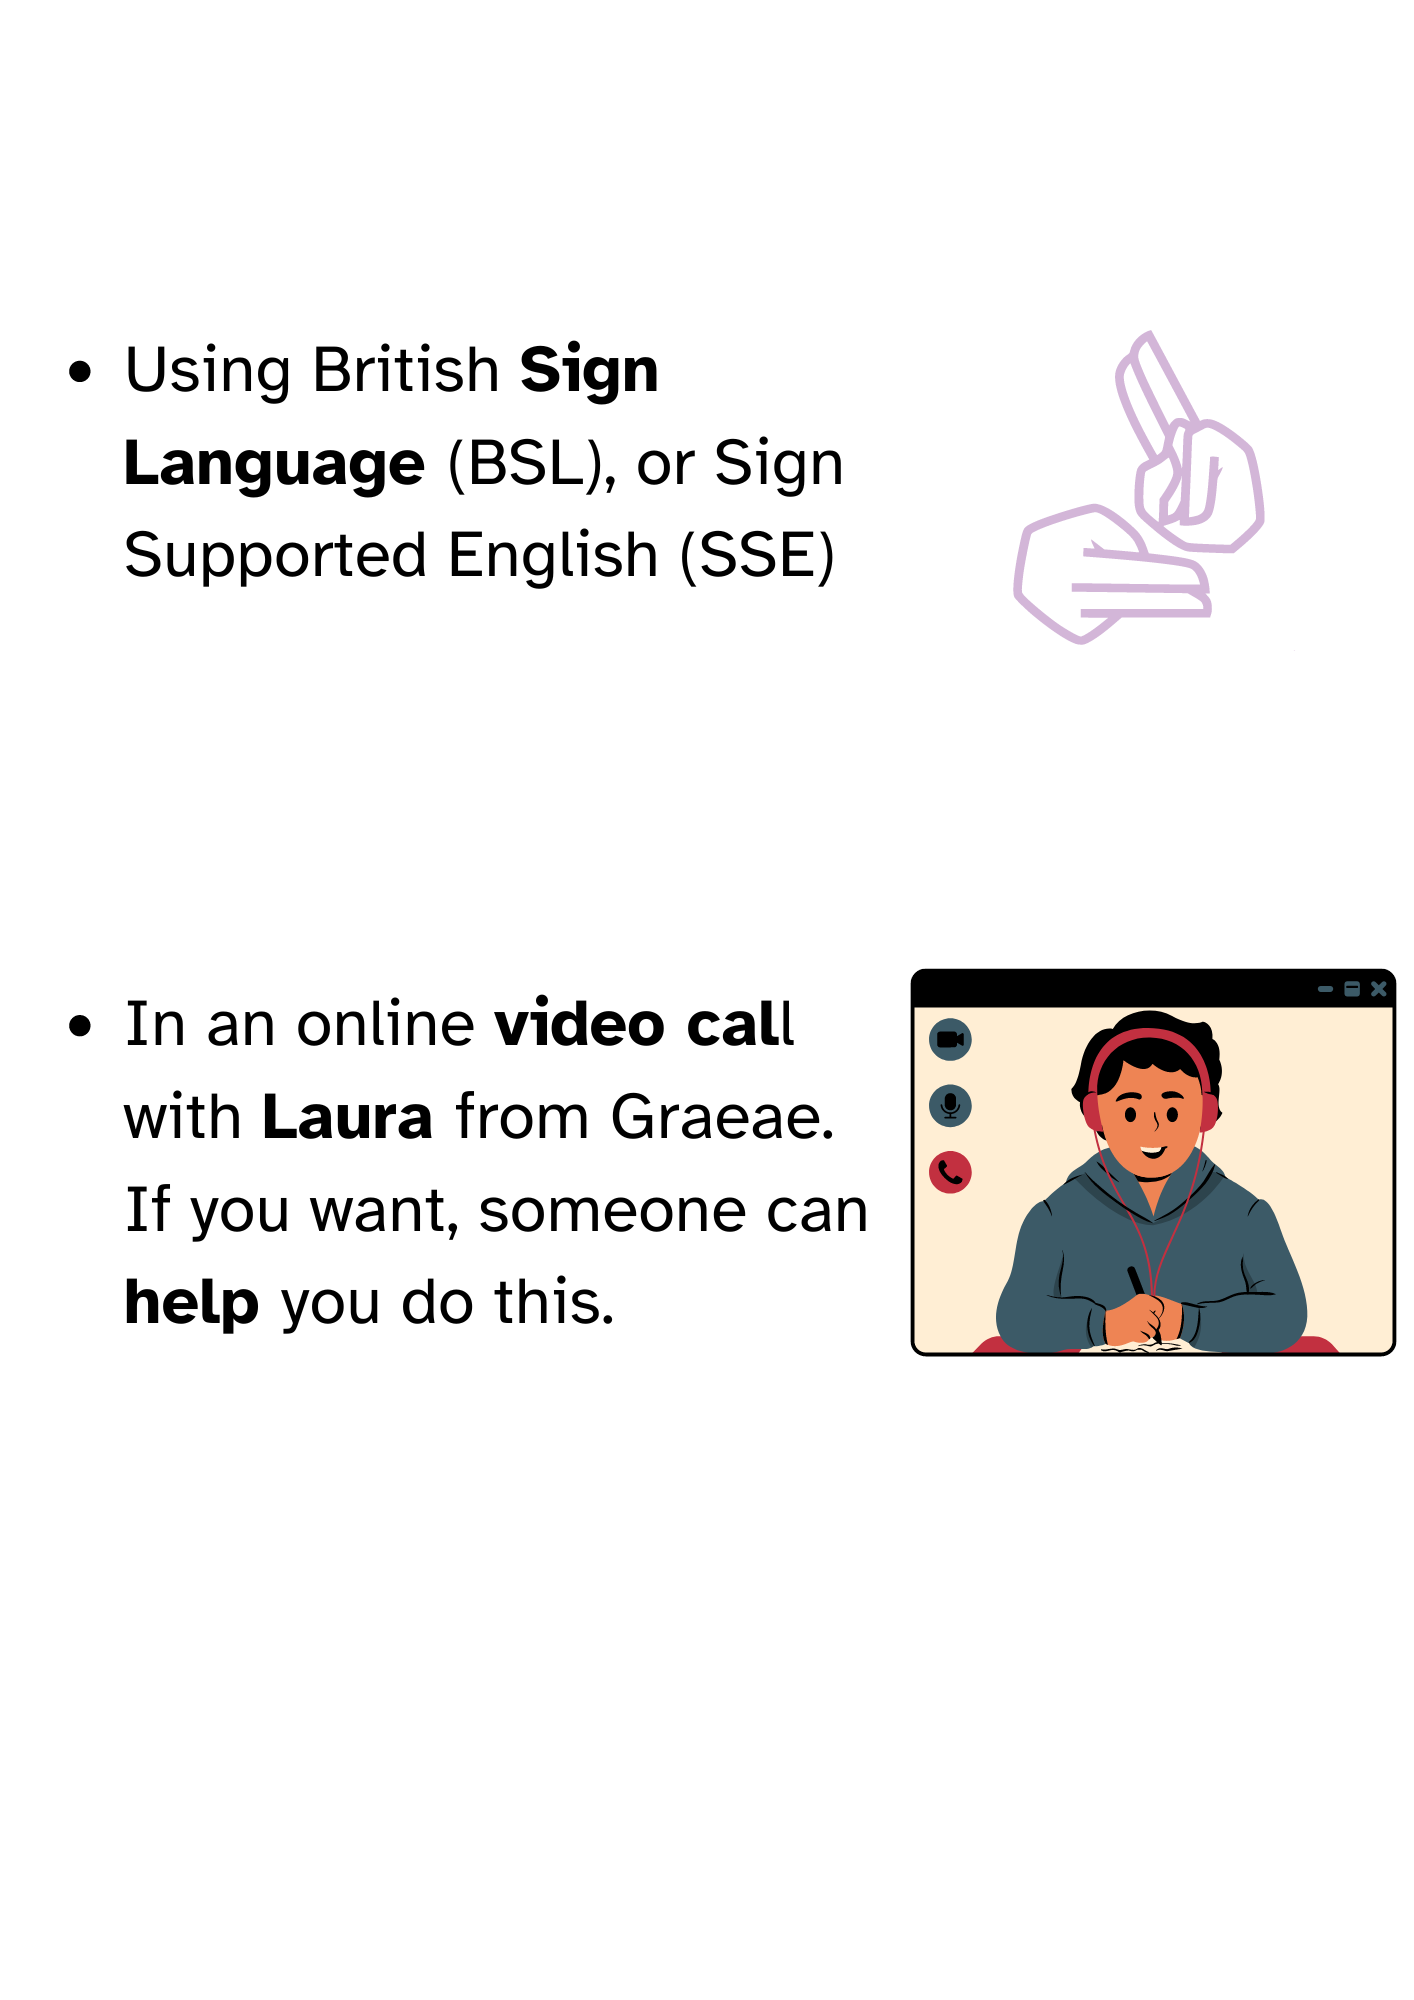 • Using British Sign
Language (BSL), or Sign
Supported English (SSE)
• In an online video call
with Laura from Graeae.
If you want, someone can
help you do this.